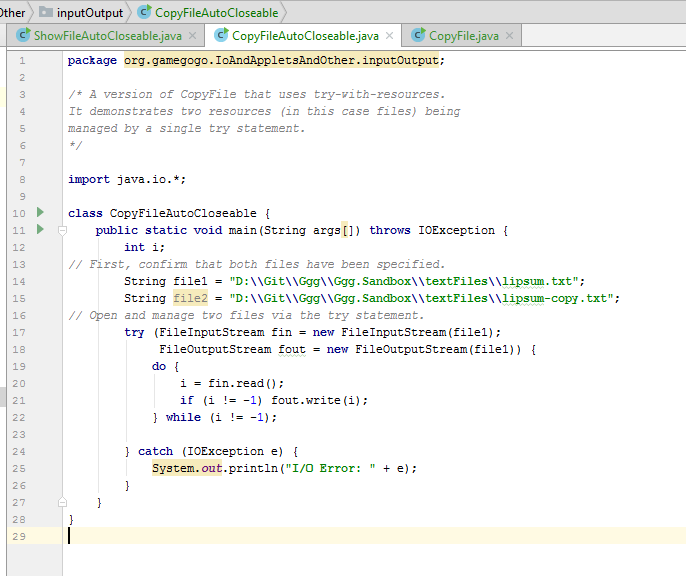 Other inputOutput CopyFileAutoCloseable
ShowFileAutoCloseable.java CopyFileAutoCloseable.java CopyFile.java
1 package org.gamegogo.IoAndAppletsAndOther.inputOutput;
2
3 /* A version of CopyFile that uses try-with-resources.
4 It demonstrates two resources (in this case files) being
5 managed by a single try statement.
6 */
7
8 import java.io.*;
9
10 class CopyFileAutoCloseable {
11 public static void main(String args[]) throws IOException {
12 int i;
13 // First, confirm that both files have been specified.
14 String file1 = "D:\\Git\\Ggg\\Ggg.Sandbox\\textFiles\\lipsum.txt";
15 String file2 = "D:\\Git\\Ggg\\Ggg.Sandbox\\textFiles\\lipsum-copy.txt";
16 // Open and manage two files via the try statement.
17 try (FileInputStream fin = new FileInputStream(file1);
18 FileOutputStream fout = new FileOutputStream(file1)) {
19 do {
20 i = fin.read();
21 if (i != -1) fout.write(i);
22 } while (i != -1);
23
24 } catch (IOException e) {
25 System.out.println("I/O Error: " + e);
26 }
27 }
28 }
29